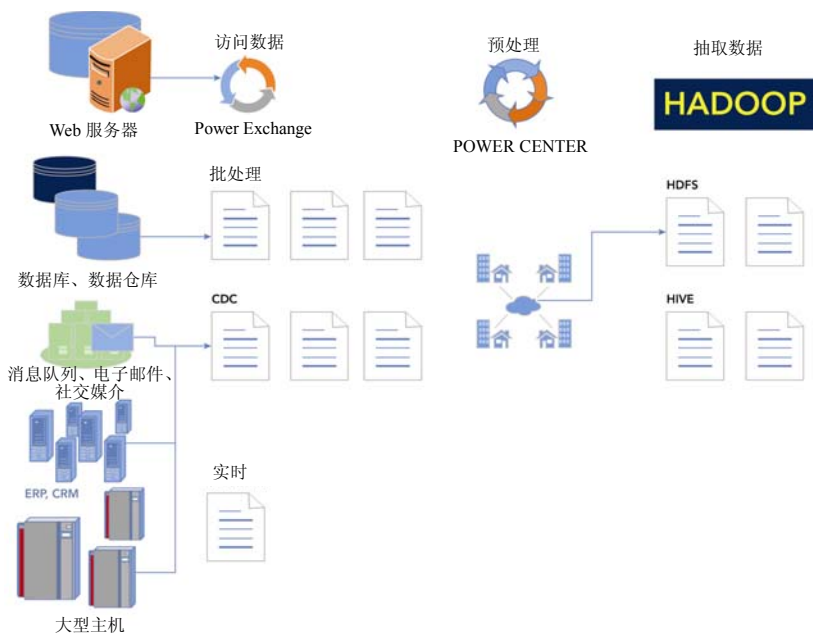 访问数据
预处理
抽取数据
HADOOP
Web 服务器
Power Exchange
POWER CENTER
批处理
HDFS
数据库、数据仓库
CDC
HIVE
消息队列、电子邮件、
社交媒介
ERP, CRM
实时
大型主机